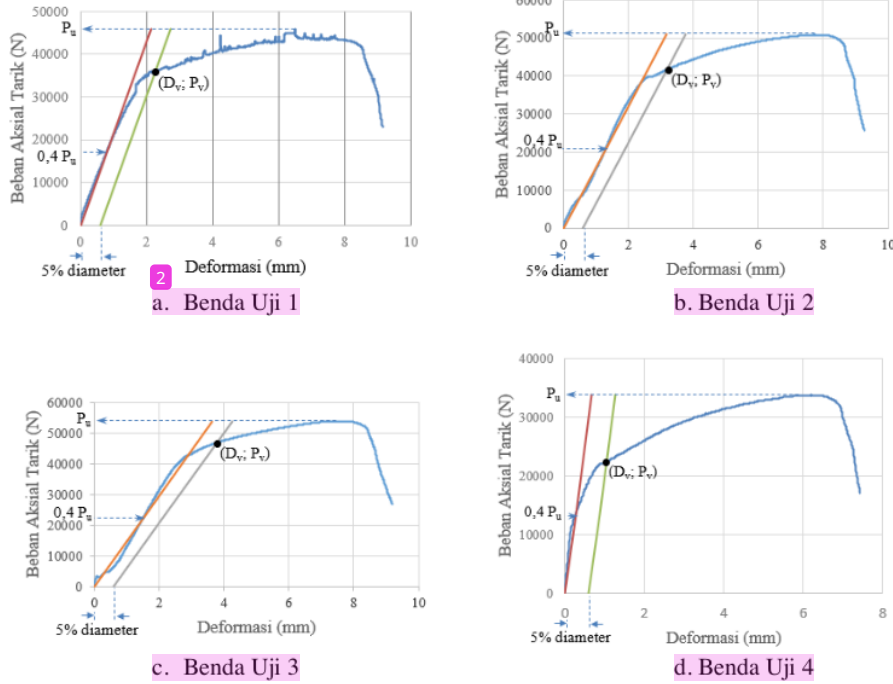 50000
40000
30000
20000
10000
0
Beban Aksial Tarik (N)
Pu
0,4 Pu
(Dy; Py)
0 2 4 6 8 10
5% diameter
Deformasi (mm)
2
a. Benda Uji 1
60000
50000
40000
30000
20000
10000
0
Beban Aksial Tarik (N)
Pu
0,4 Pu
(Dy; Py)
0 2 4 6 8 10
5% diameter
Deformasi (mm)
b. Benda Uji 2
60000
50000
40000
30000
20000
10000
0
Beban Aksial Tarik (N)
Pu
0,4 Pu
(Dy; Py)
0 2 4 6 8 10
5% diameter
Deformasi (mm)
c. Benda Uji 3
40000
30000
20000
10000
0
Beban Aksial Tarik (N)
Pu
0,4 Pu
(Dy; Py)
0 2 4 6 8
5% diameter
Deformasi (mm)
d. Benda Uji 4